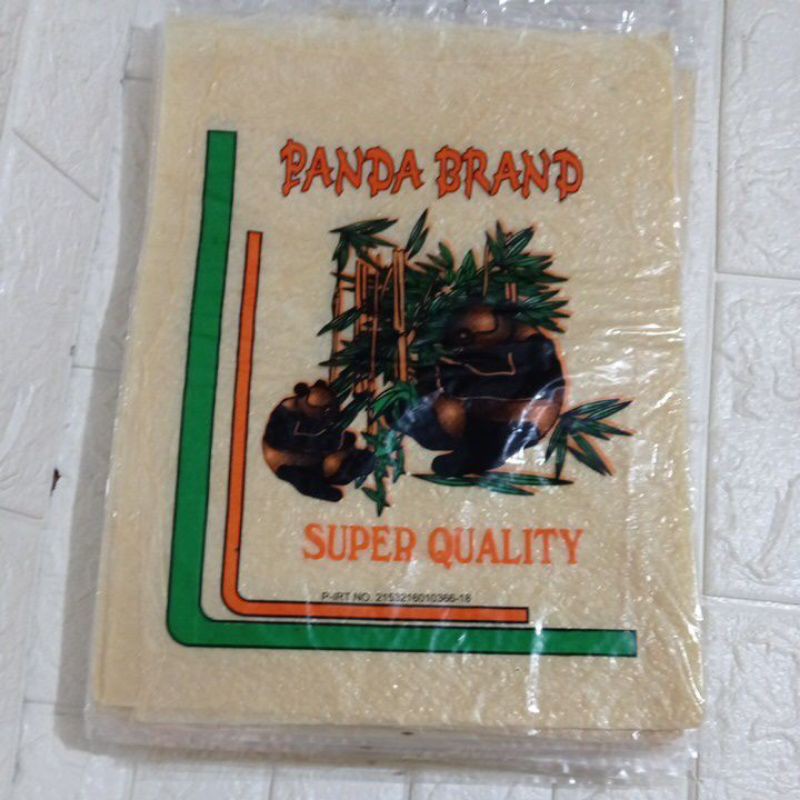 PANDA BRAND
SUPER QUALITY
P-IRT NO. 2153216010366-18